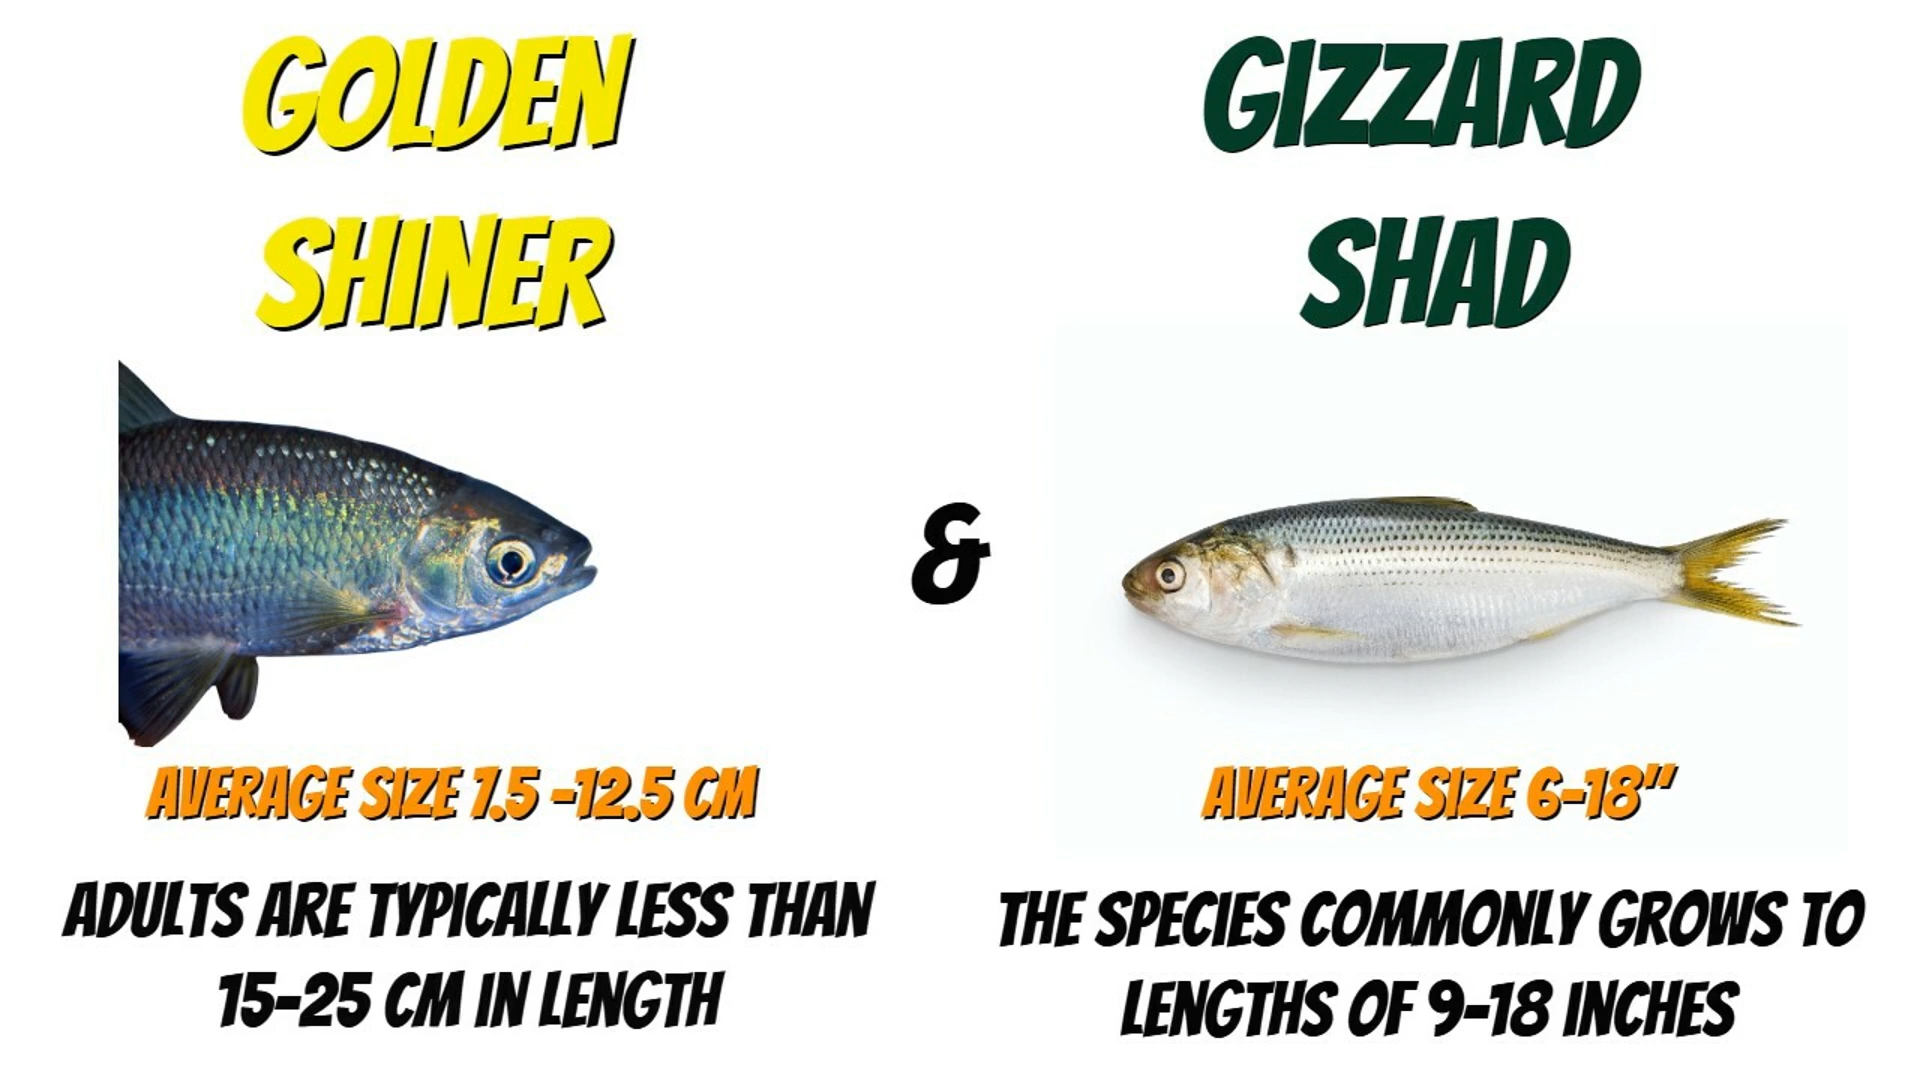 GOLDEN
SHINER
AVERAGE SIZE 7.5 -12.5 CM
ADULTS ARE TYPICALLY LESS THAN
15-25 CM IN LENGTH
&
GIZZARD
SHAD
AVERAGE SIZE 6-18"
THE SPECIES COMMONLY GROWS TO
LENGTHS OF 9-18 INCHES